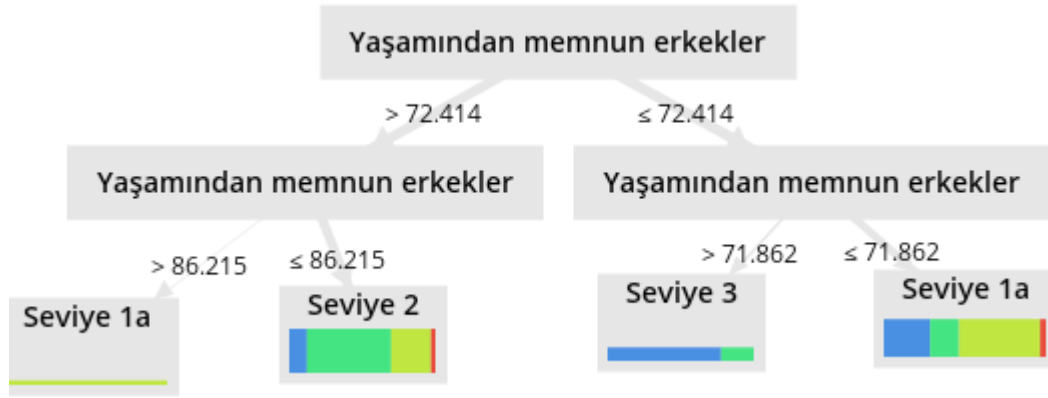 Yaşamından memnun erkekler
> 72.414
≤ 72.414
Yaşamından memnun erkekler
Yaşamından memnun erkekler
> 86.215
≤ 86.215
> 71.862
≤ 71.862
Seviye 1a
Seviye 2
Seviye 3
Seviye 1a